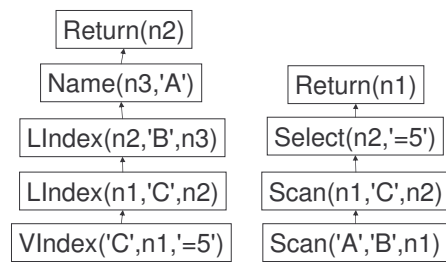 Return(n2)
Name(n3,'A')
LIndex(n2,'B',n3)
LIndex(n1,'C',n2)
VIndex('C',n1,'=5')
Return(n1)
Select(n2,'=5')
Scan(n1,'C',n2)
Scan('A','B',n1)